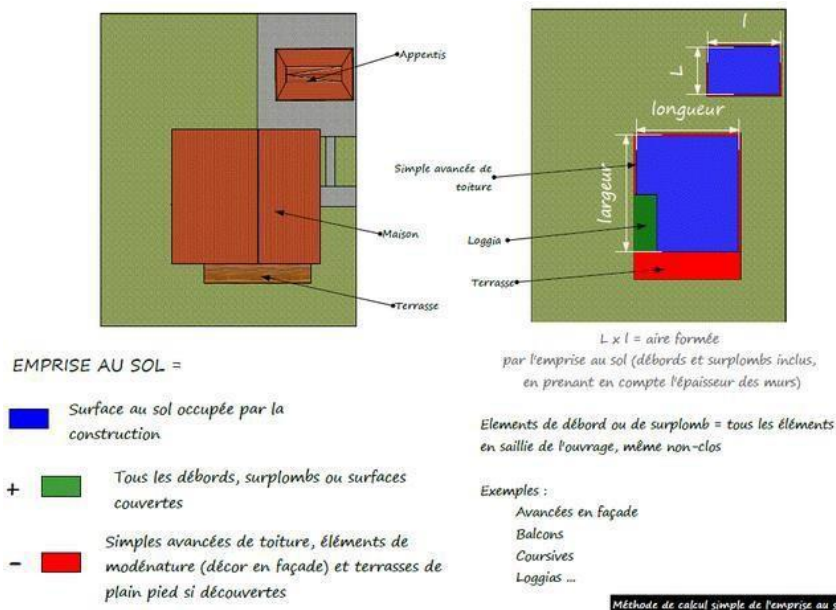 Appentis
Maison
Terrasse
l
L
longueur
largeur
Simple avancée de
toiture
Loggia
Terrasse
L x l = aire formée
par l'emprise au sol (débords et surplombs inclus,
en prenant en compte l'épaisseur des murs)
EMPRISE AU SOL =
Surface au sol occupée par la
construction
+ Tous les débords, surplombs ou surfaces
couvertes
- Simples avancées de toiture, éléments de
modénature (décor en façade) et terrasses de
plain pied si découvertes
Elements de débord ou de surplomb = tous les éléments
en saillie de l'ouvrage, même non-clos
Exemples :
Avancées en façade
Balcons
Coursives
Loggias ...
Méthode de calcul simple de l'emprise au